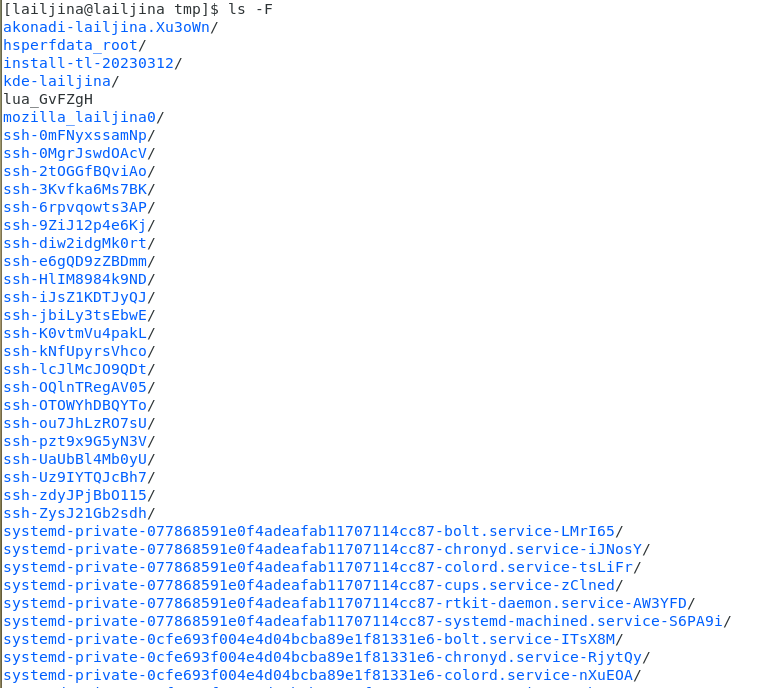 [lailjina@lailjina tmp]$ ls -F
akonadi-lailjina.Xu3oWn/
hsperfdata_root/
install-tl-20230312/
kde-lailjina/
lua_GvFZgH
mozilla_lailjina0/
ssh-0mFNyxssamNp/
ssh-0MgrJswdOAcV/
ssh-2tOGGfBQviAo/
ssh-3Kvfka6Ms7BK/
ssh-6rpvqowts3AP/
ssh-9ZiJ12p4e6Kj/
ssh-diw2idgMk0rt/
ssh-e6gQD9zZBDmm/
ssh-HlIM8984k9ND/
ssh-iJsZ1KDTJyQJ/
ssh-jbiLy3tsEbwE/
ssh-K0vtmVu4pakL/
ssh-kNfUpyrsVhco/
ssh-lcJlMcJO9QDt/
ssh-OQlnTRegAV05/
ssh-OTOWYhDBQYTo/
ssh-ou7JhLzRO7sU/
ssh-pzt9x9G5yN3V/
ssh-UaUbBl4Mb0yU/
ssh-Uz9IYTQJcBh7/
ssh-zdyJPjBbO115/
ssh-ZysJ21Gb2sdh/
systemd-private-077868591e0f4adeafab11707114cc87-bolt.service-LMrI65/
systemd-private-077868591e0f4adeafab11707114cc87-chronyd.service-iJNosY/
systemd-private-077868591e0f4adeafab11707114cc87-colord.service-tsLiFr/
systemd-private-077868591e0f4adeafab11707114cc87-cups.service-zClned/
systemd-private-077868591e0f4adeafab11707114cc87-rtkit-daemon.service-AW3YFD/
systemd-private-077868591e0f4adeafab11707114cc87-systemd-machined.service-S6PA9i/
systemd-private-0cfe693f004e4d04bcba89e1f81331e6-bolt.service-ITsX8M/
systemd-private-0cfe693f004e4d04bcba89e1f81331e6-chronyd.service-RjytQy/
systemd-private-0cfe693f004e4d04bcba89e1f81331e6-colord.service-nXuEOA/